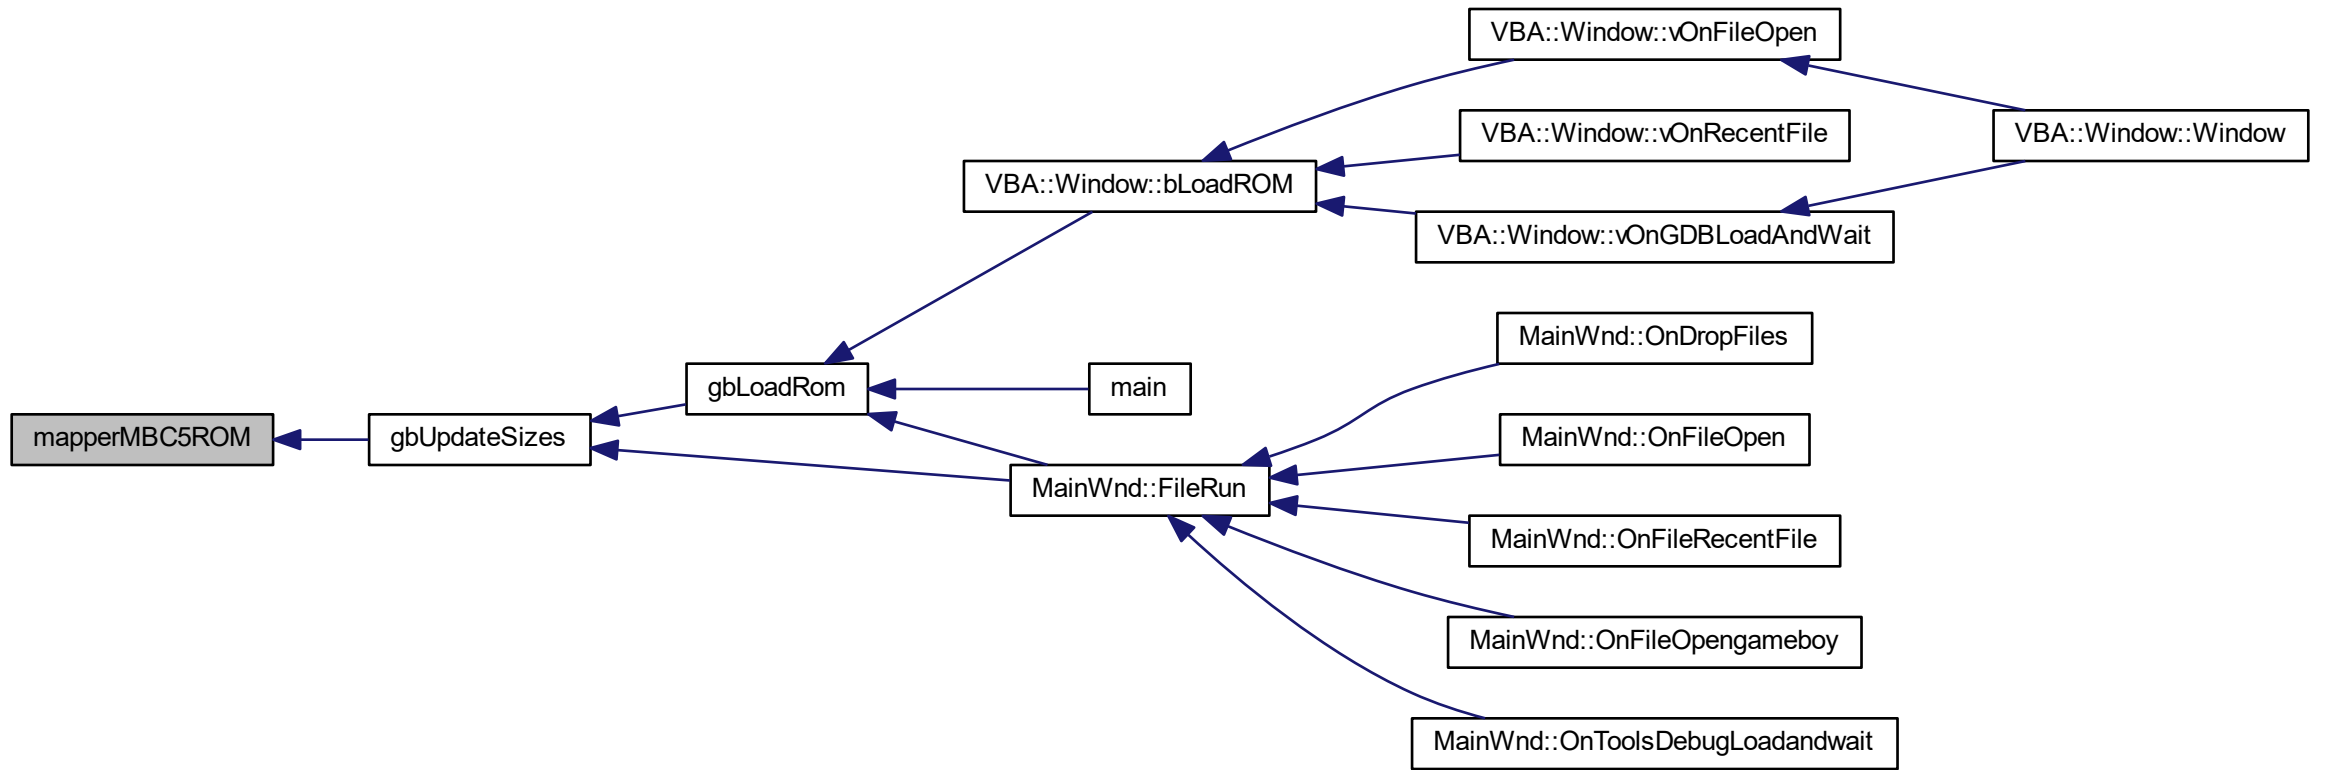 VBA::Window::vOnFileOpen
VBA::Window::vOnRecentFile
VBA::Window::Window
VBA::Window::bLoadROM
VBA::Window::vOnGDBLoadAndWait
MainWnd::OnDropFiles
gbLoadRom
main
mapperMBC5ROM
gbUpdateSizes
MainWnd::OnFileOpen
MainWnd::FileRun
MainWnd::OnFileRecentFile
MainWnd::OnFileOpengameboy
MainWnd::OnToolsDebugLoadandwait